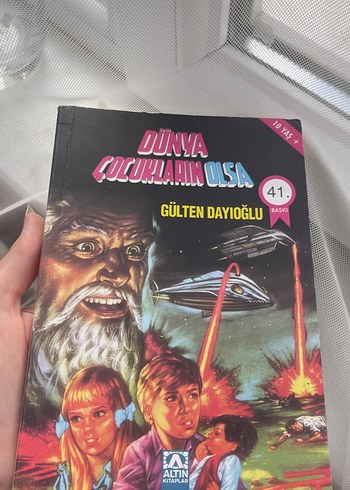 10 YAŞ +
DÜNYA
ÇOCUKLARIN OLSA
41.
BASKI
GÜLTEN DAYIOĞLU
ALTIN
KİTAPLAR